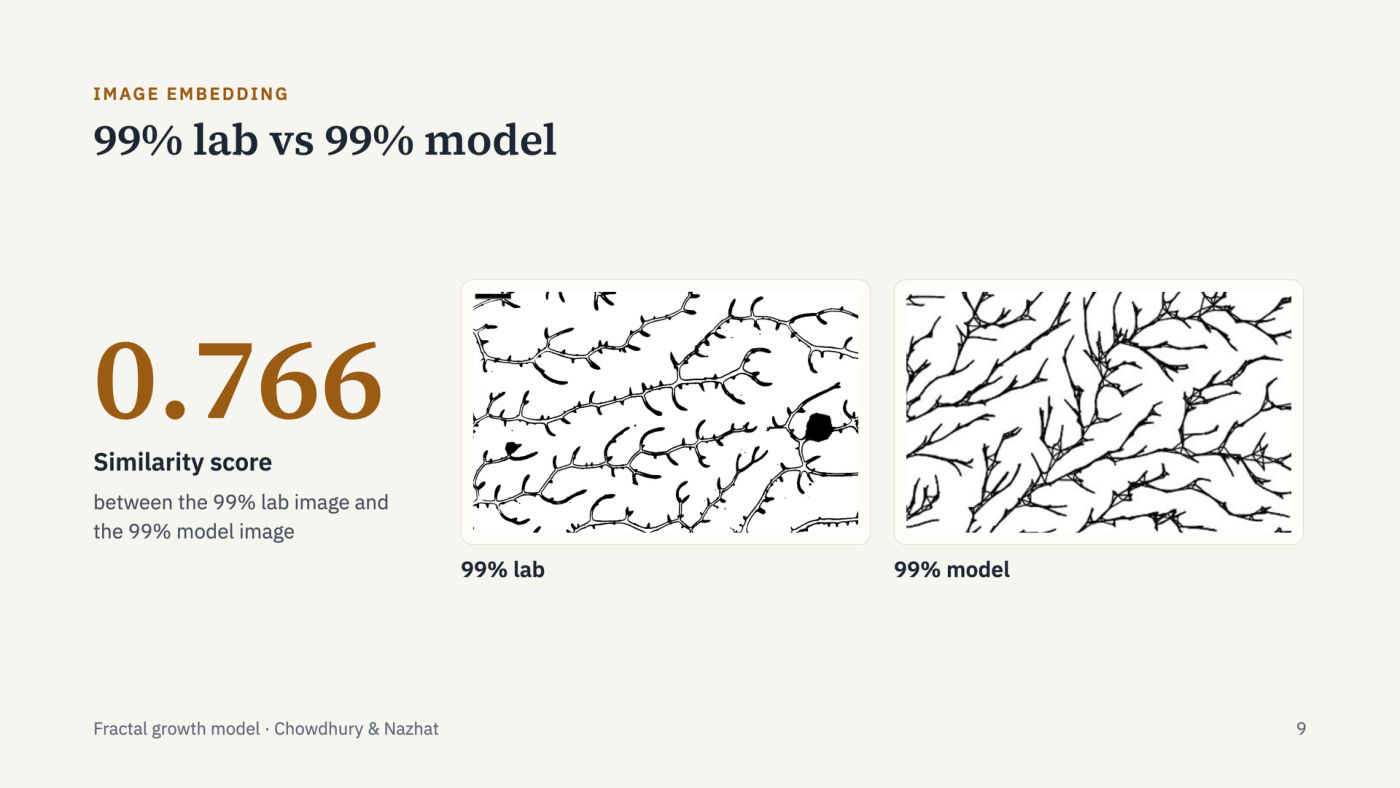 IMAGE EMBEDDING
99% lab vs 99% model
0.766
Similarity score
between the 99% lab image and
the 99% model image
99% lab
99% model
Fractal growth model · Chowdhury & Nazhat
9